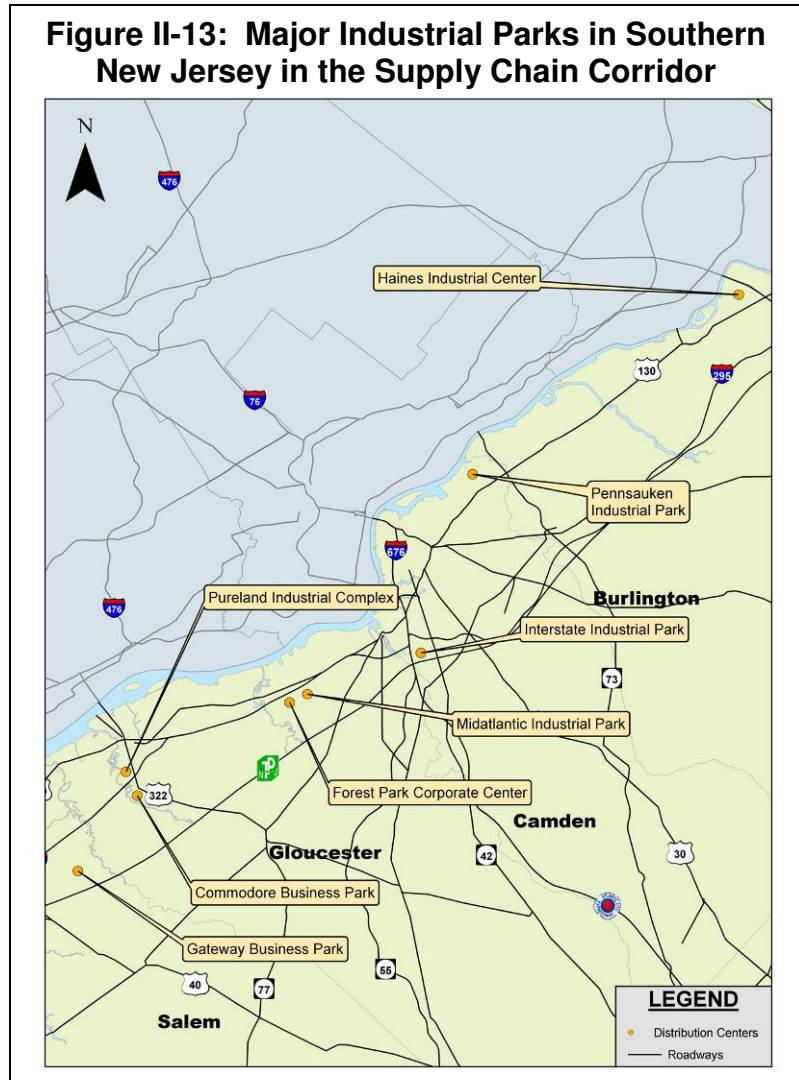 Figure II-13: Major Industrial Parks in Southern
New Jersey in the Supply Chain Corridor
N
476
Haines Industrial Center
130
295
76
Pennsauken
Industrial Park
676
Pureland Industrial Complex
476
Burlington
Interstate Industrial Park
73
Midatlantic Industrial Park
322
Forest Park Corporate Center
Camden
Gloucester
42
30
Commodore Business Park
Gateway Business Park
55
40
77
Salem
LEGEND
Distribution Centers
Roadways